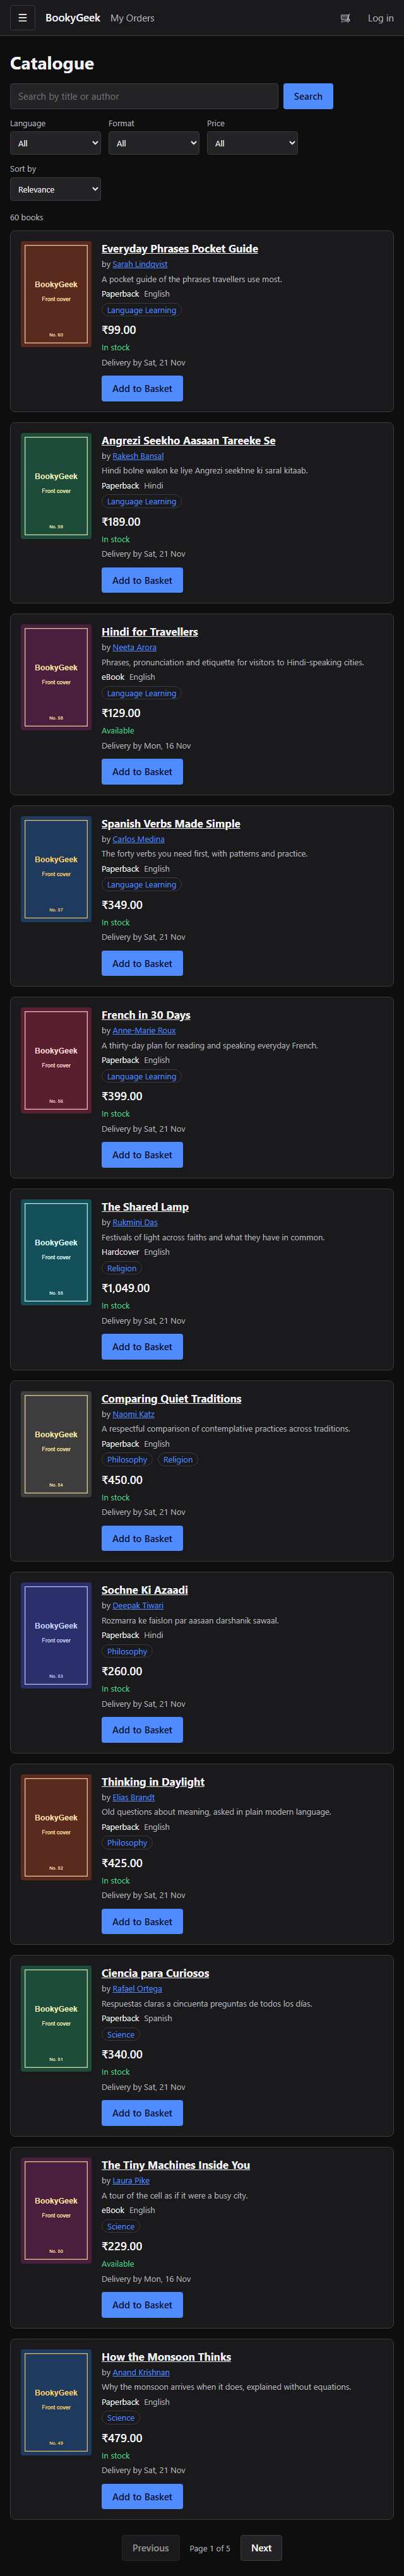 ☰ BookyGeek My Orders 🛒 Log in
Catalogue
Search by title or author Search
Language Format Price
All All All
Sort by
Relevance
60 books
BookyGeek
Front cover
No. 60
Everyday Phrases Pocket Guide
by Sarah Lindqvist
A pocket guide of the phrases travellers use most.
Paperback English
Language Learning
₹99.00
In stock
Delivery by Sat, 21 Nov
Add to Basket
BookyGeek
Front cover
No. 59
Angrezi Seekho Aasaan Tareeke Se
by Rakesh Bansal
Hindi bolne walon ke liye Angrezi seekhne ki saral kitaab.
Paperback Hindi
Language Learning
₹189.00
In stock
Delivery by Sat, 21 Nov
Add to Basket
BookyGeek
Front cover
No. 58
Hindi for Travellers
by Neeta Arora
Phrases, pronunciation and etiquette for visitors to Hindi-speaking cities.
eBook English
Language Learning
₹129.00
Available
Delivery by Mon, 16 Nov
Add to Basket
BookyGeek
Front cover
No. 57
Spanish Verbs Made Simple
by Carlos Medina
The forty verbs you need first, with patterns and practice.
Paperback English
Language Learning
₹349.00
In stock
Delivery by Sat, 21 Nov
Add to Basket
BookyGeek
Front cover
No. 56
French in 30 Days
by Anne-Marie Roux
A thirty-day plan for reading and speaking everyday French.
Paperback English
Language Learning
₹399.00
In stock
Delivery by Sat, 21 Nov
Add to Basket
BookyGeek
Front cover
No. 55
The Shared Lamp
by Rukmini Das
Festivals of light across faiths and what they have in common.
Hardcover English
Religion
₹1,049.00
In stock
Delivery by Sat, 21 Nov
Add to Basket
BookyGeek
Front cover
No. 54
Comparing Quiet Traditions
by Naomi Katz
A respectful comparison of contemplative practices across traditions.
Paperback English
Philosophy Religion
₹450.00
In stock
Delivery by Sat, 21 Nov
Add to Basket
BookyGeek
Front cover
No. 53
Sochne Ki Azaadi
by Deepak Tiwari
Rozmarra ke faislon par aasaan darshanik sawaal.
Paperback Hindi
Philosophy
₹260.00
In stock
Delivery by Sat, 21 Nov
Add to Basket
BookyGeek
Front cover
No. 52
Thinking in Daylight
by Elias Brandt
Old questions about meaning, asked in plain modern language.
Paperback English
Philosophy
₹425.00
In stock
Delivery by Sat, 21 Nov
Add to Basket
BookyGeek
Front cover
No. 51
Ciencia para Curiosos
by Rafael Ortega
Respuestas claras a cincuenta preguntas de todos los días.
Paperback Spanish
Science
₹340.00
In stock
Delivery by Sat, 21 Nov
Add to Basket
BookyGeek
Front cover
No. 50
The Tiny Machines Inside You
by Laura Pike
A tour of the cell as if it were a busy city.
eBook English
Science
₹229.00
Available
Delivery by Mon, 16 Nov
Add to Basket
BookyGeek
Front cover
No. 49
How the Monsoon Thinks
by Anand Krishnan
Why the monsoon arrives when it does, explained without equations.
Paperback English
Science
₹479.00
In stock
Delivery by Sat, 21 Nov
Add to Basket
Previous Page 1 of 5 Next